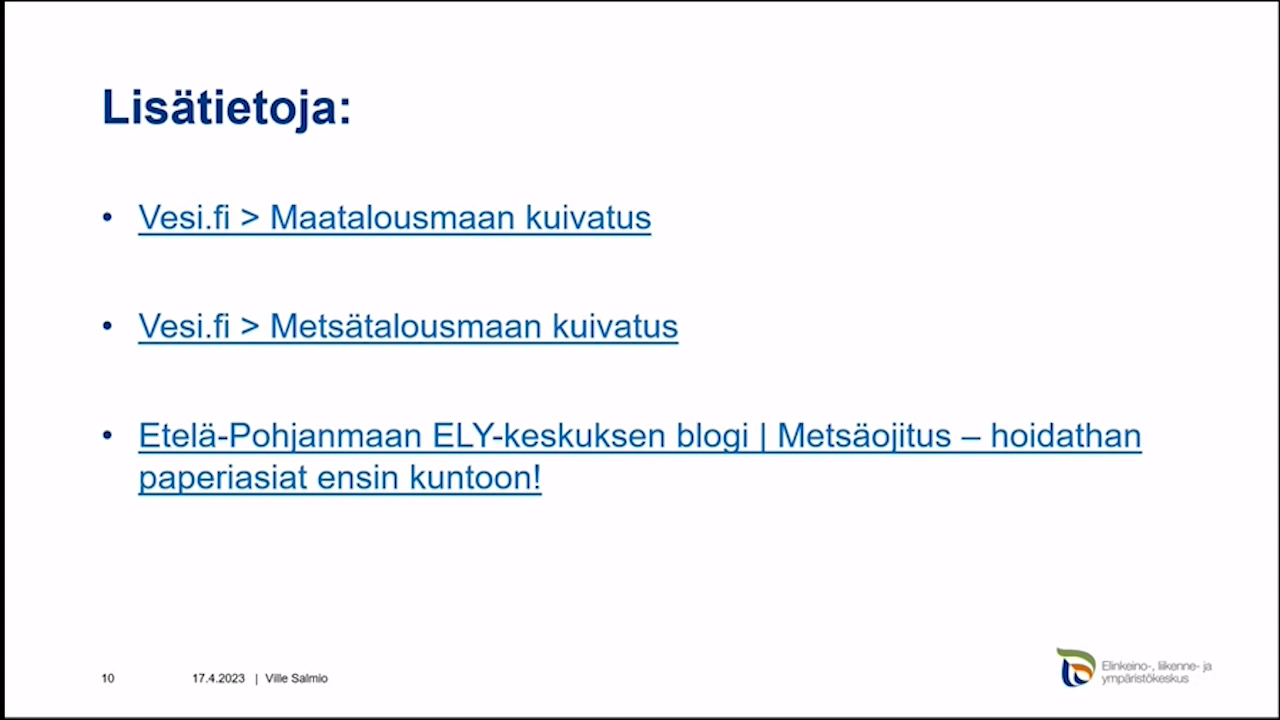 Lisätietoja:
• Vesi.fi > Maatalousmaan kuivatus
• Vesi.fi > Metsätalousmaan kuivatus
• Etelä-Pohjanmaan ELY-keskuksen blogi | Metsäojitus – hoidathan
paperiasiat ensin kuntoon!
10 17.4.2023 | Ville Salmio
Elinkeino-, liikenne- ja
ympäristökeskus